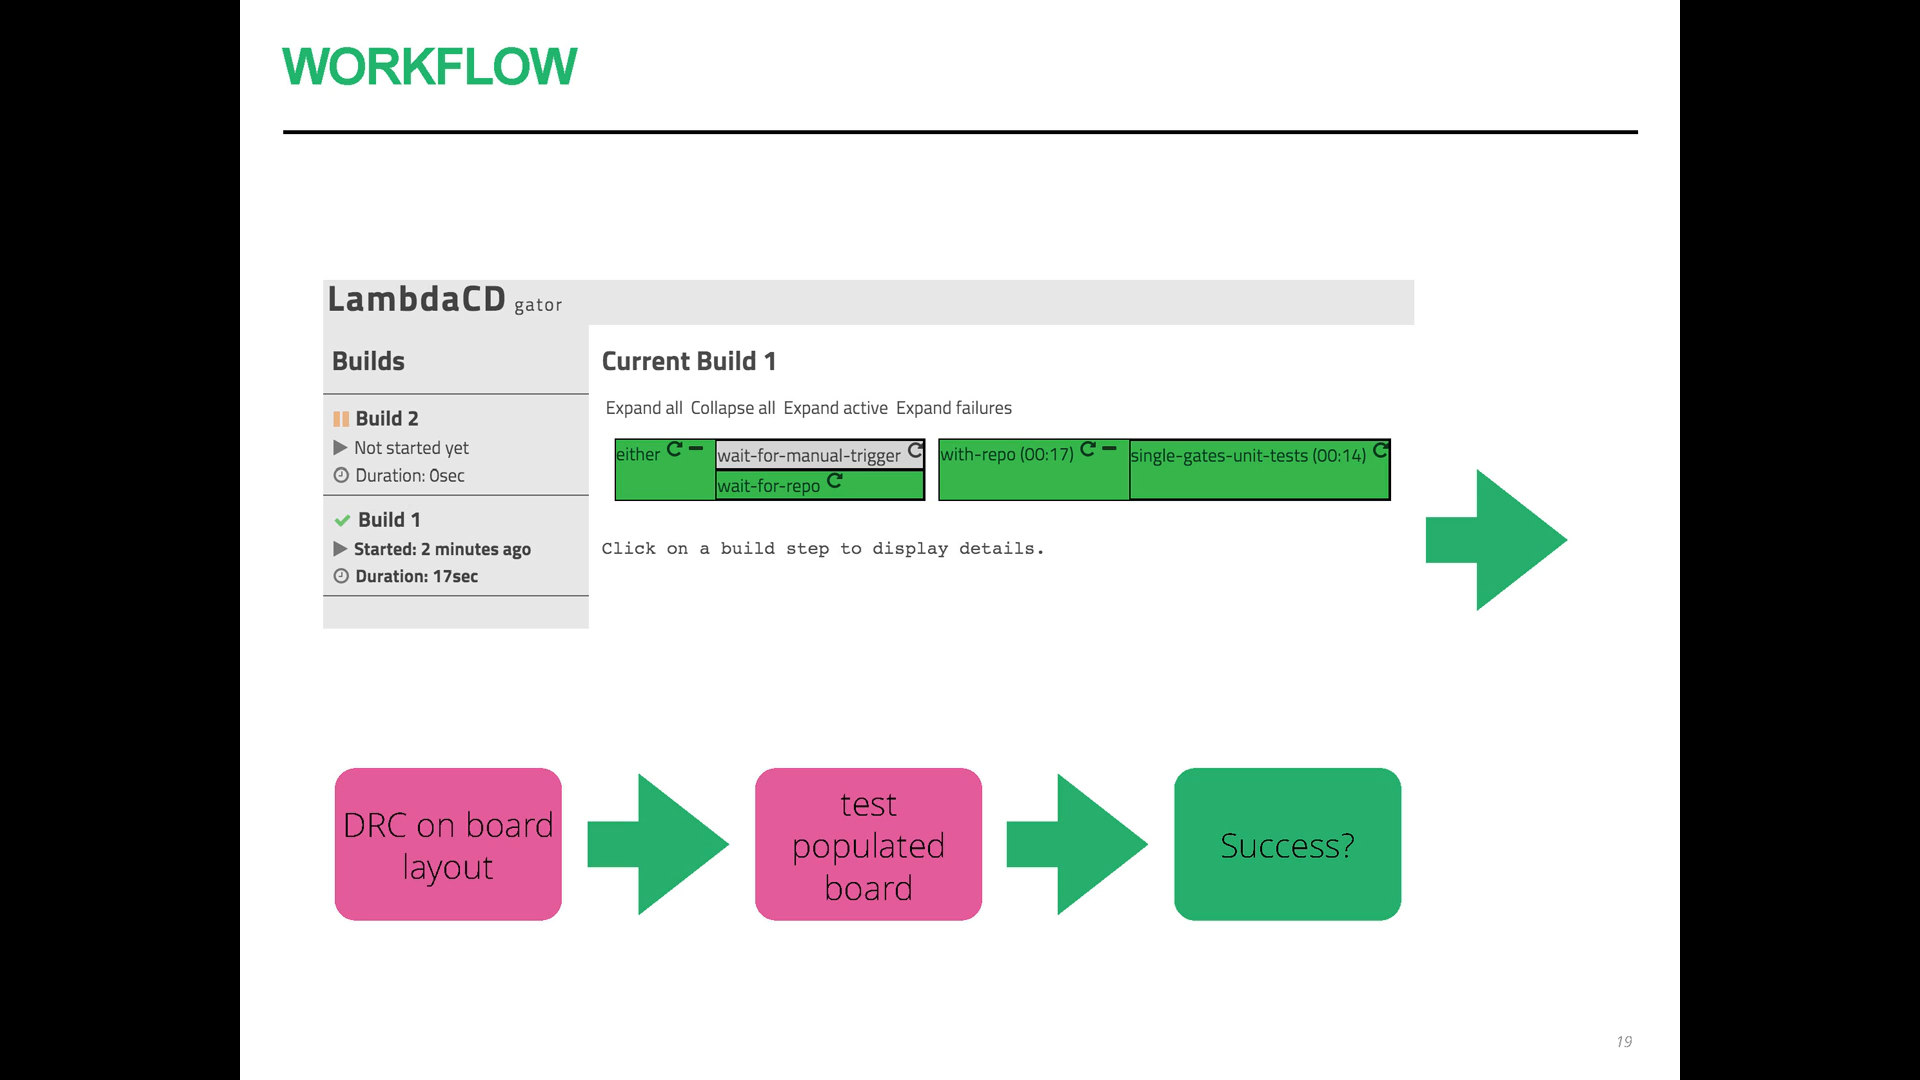 WORKFLOW
LambdaCD gator
Builds
Build 2
Not started yet
Duration: 0sec
Build 1
Started: 2 minutes ago
Duration: 17sec
Current Build 1
Expand all Collapse all Expand active Expand failures
either
wait-for-manual-trigger
wait-for-repo
with-repo (00:17)
single-gates-unit-tests (00:14)
Click on a build step to display details.
DRC on board
layout
test
populated
board
Success?
19